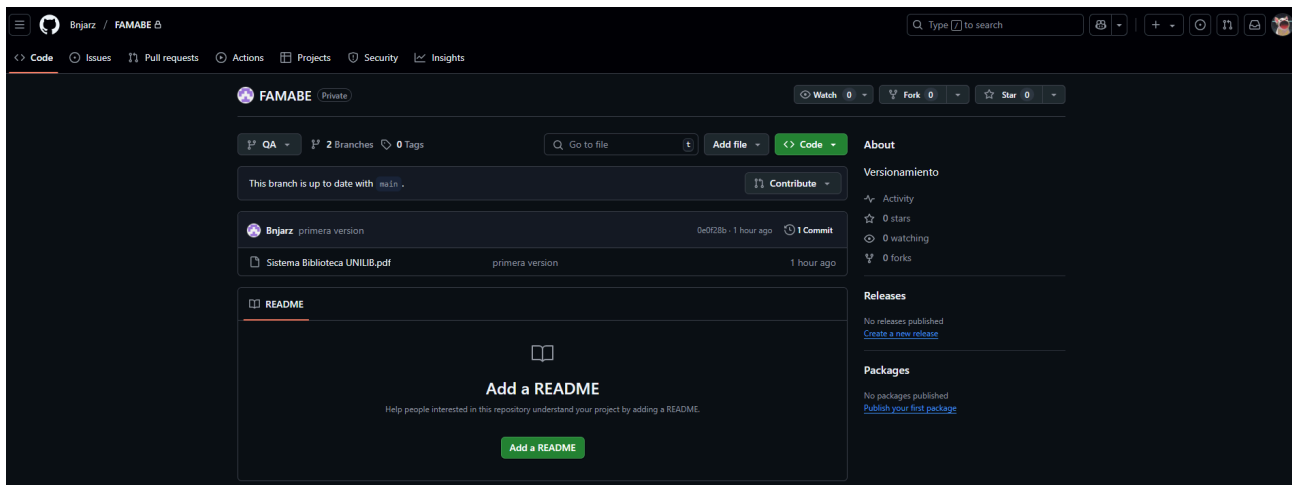 Bnjarz / FAMABE
Type / to search
Code Issues Pull requests Actions Projects Security Insights
FAMABE Private
Watch 0 Fork 0 Star 0
QA 2 Branches 0 Tags Go to file t Add file Code
This branch is up to date with main .
Contribute
Bnjarz primera version 0e0f28b · 1 hour ago 1 Commit
Sistema Biblioteca UNILIB.pdf primera version 1 hour ago
README
Add a README
Help people interested in this repository understand your project by adding a README.
Add a README
About
Versionamiento
Activity
0 stars
0 watching
0 forks
Releases
No releases published
Create a new release
Packages
No packages published
Publish your first package